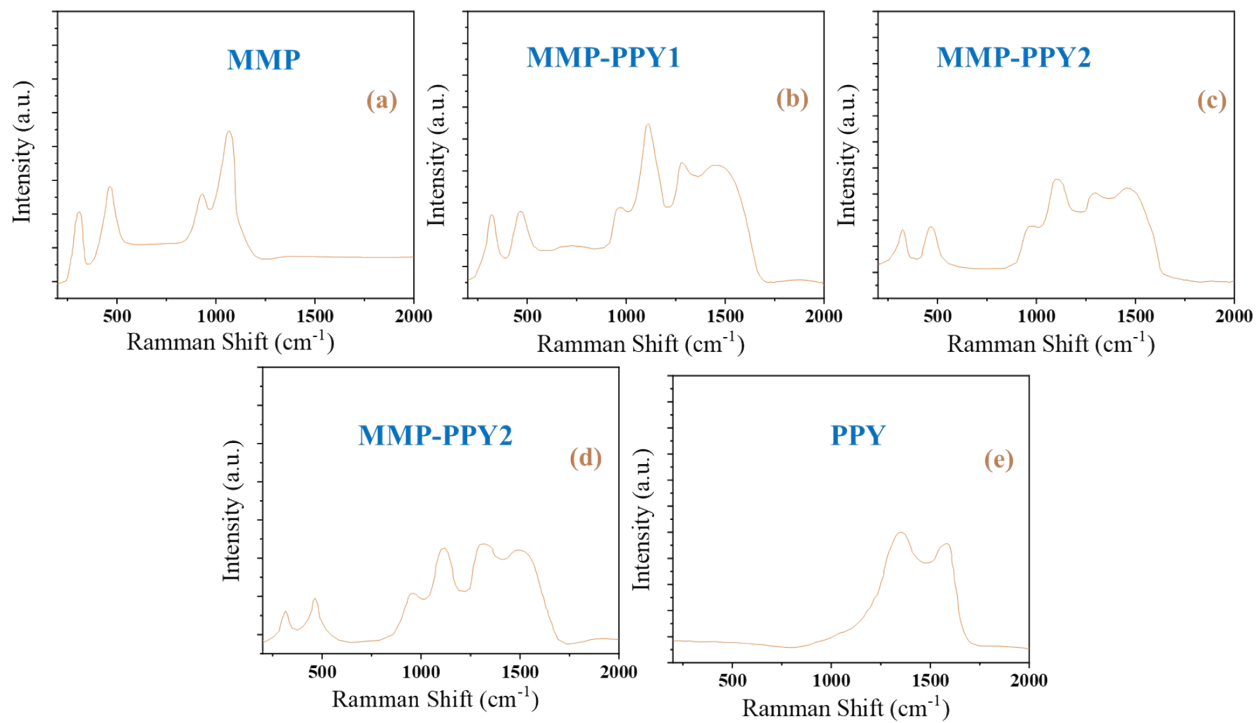 MMP
(a)
Intensity (a.u.)
500 1000 1500 2000
Ramman Shift (cm⁻¹)
MMP-PPY1
(b)
Intensity (a.u.)
500 1000 1500 2000
Ramman Shift (cm⁻¹)
MMP-PPY2
(c)
Intensity (a.u.)
500 1000 1500 2000
Ramman Shift (cm⁻¹)
MMP-PPY2
(d)
Intensity (a.u.)
500 1000 1500 2000
Ramman Shift (cm⁻¹)
PPY
(e)
Intensity (a.u.)
500 1000 1500 2000
Ramman Shift (cm⁻¹)